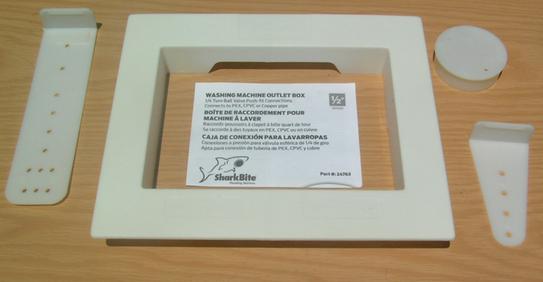 WASHING MACHINE OUTLET BOX
1/4 Turn Ball Valve Push-fit Connections
Connects to PEX, CPVC or Copper pipe
BOÎTE DE RACCORDEMENT POUR
MACHINE À LAVER
Raccords poussoirs à clapet à bille quart de tour
Se raccorde à des tuyaux en PEX, CPVC ou en cuivre
CAJA DE CONEXIÓN PARA LAVARROPAS
Conexiones a presión para válvula esférica de 1/4 de giro
Apta para conexión de tubería de PEX, CPVC y cobre
1/2"
SharkBite
Plumbing Solutions
Part #: 24763